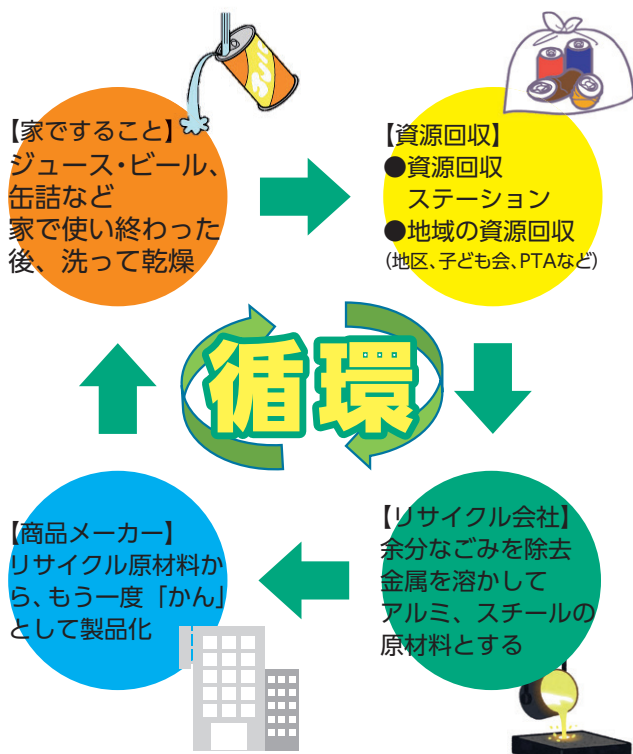 【家ですること】
ジュース・ビール、
缶詰など
家で使い終わった
後、洗って乾燥
【資源回収】
●資源回収
ステーション
●地域の資源回収
(地区、子ども会、PTAなど)
循環
【リサイクル会社】
余分なごみを除去
金属を溶かして
アルミ、スチールの
原材料とする
【商品メーカー】
リサイクル原材料か
ら、もう一度「かん」
として製品化